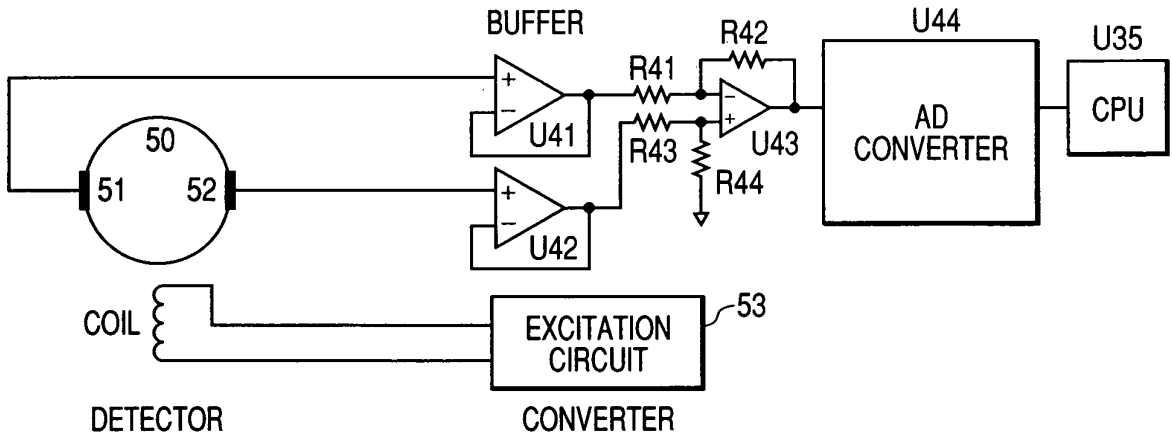 BUFFER
R42
U44
U35
R41
+
−
U41
−
+
U43
AD
CONVERTER
CPU
50
R43
51
52
R44
+
−
U42
COIL
EXCITATION
CIRCUIT
53
DETECTOR
CONVERTER